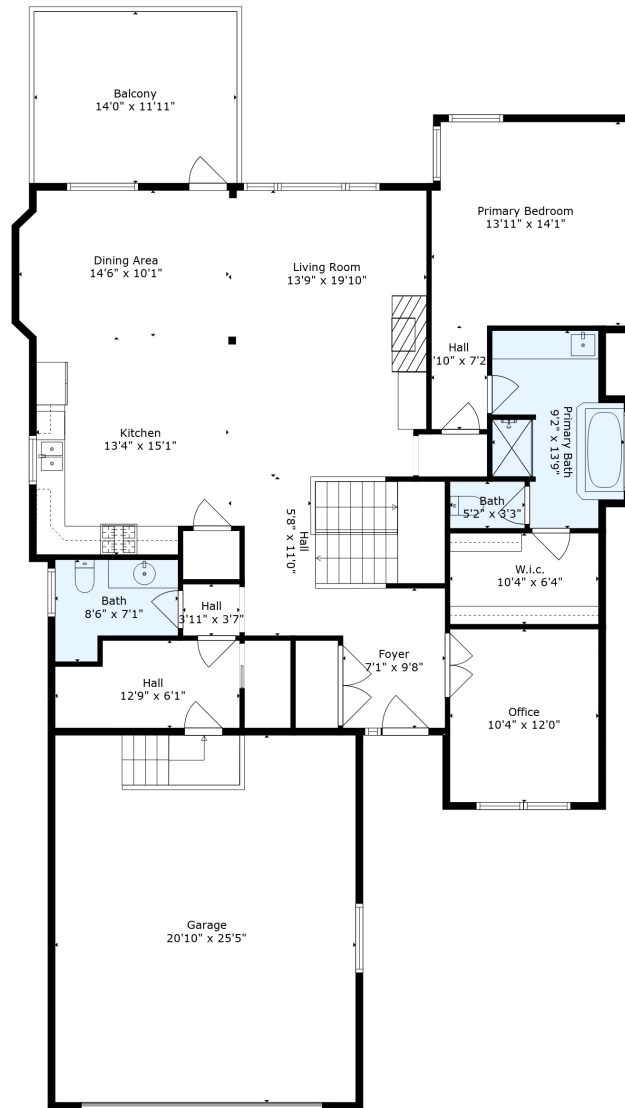 Balcony
14'0" x 11'11"
Primary Bedroom
13'11" x 14'1"
Dining Area
14'6" x 10'1"
Living Room
13'9" x 19'10"
Hall
'10" x 7'2
Kitchen
13'4" x 15'1"
Primary Bath
9'2" x 13'9"
Bath
5'2" x 3'3"
Hall
5'8" x 11'0"
W.i.c.
10'4" x 6'4"
Bath
8'6" x 7'1"
Hall
3'11" x 3'7"
Foyer
7'1" x 9'8"
Hall
12'9" x 6'1"
Office
10'4" x 12'0"
Garage
20'10" x 25'5"